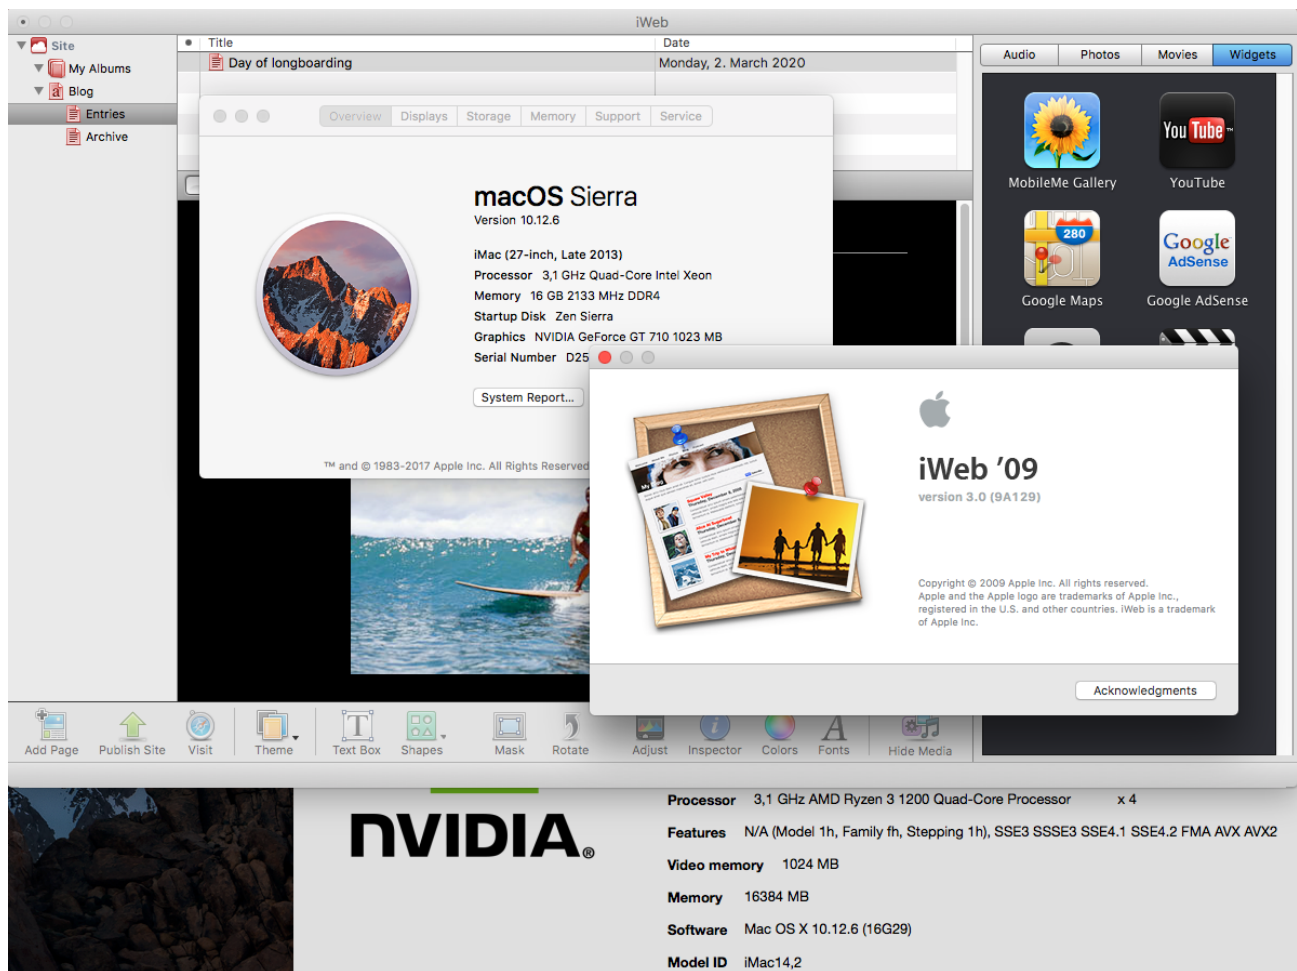 iWeb
Site
My Albums
Blog
Entries
Archive
Title Date
Day of longboarding Monday, 2. March 2020
Audio Photos Movies Widgets
MobileMe Gallery
You Tube ™
YouTube
280
Google Maps
Google AdSense
Google AdSense
Overview Displays Storage Memory Support Service
macOS Sierra
Version 10.12.6
iMac (27-inch, Late 2013)
Processor 3,1 GHz Quad-Core Intel Xeon
Memory 16 GB 2133 MHz DDR4
Startup Disk Zen Sierra
Graphics NVIDIA GeForce GT 710 1023 MB
Serial Number D25
System Report...
™ and © 1983-2017 Apple Inc. All Rights Reserved
iWeb ’09
version 3.0 (9A129)
Copyright © 2009 Apple Inc. All rights reserved.
Apple and the Apple logo are trademarks of Apple Inc.,
registered in the U.S. and other countries. iWeb is a trademark
of Apple Inc.
Acknowledgments
Add Page Publish Site Visit Theme Text Box Shapes Mask Rotate Adjust Inspector Colors Fonts Hide Media
NVIDIA.®
Processor 3,1 GHz AMD Ryzen 3 1200 Quad-Core Processor x 4
Features N/A (Model 1h, Family fh, Stepping 1h), SSE3 SSSE3 SSE4.1 SSE4.2 FMA AVX AVX2
Video memory 1024 MB
Memory 16384 MB
Software Mac OS X 10.12.6 (16G29)
Model ID iMac14,2